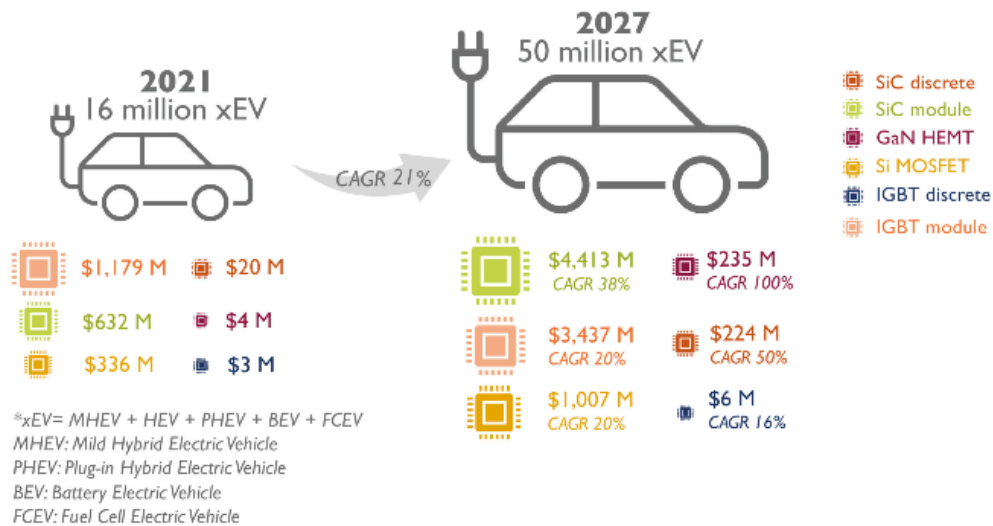 2021
16 million xEV
CAGR 21%
2027
50 million xEV
SiC discrete
SiC module
GaN HEMT
Si MOSFET
IGBT discrete
IGBT module
$1,179 M
$20 M
$632 M
$4 M
$336 M
$3 M
$4,413 M
CAGR 38%
$235 M
CAGR 100%
$3,437 M
CAGR 20%
$224 M
CAGR 50%
$1,007 M
CAGR 20%
$6 M
CAGR 16%
*xEV= MHEV + HEV + PHEV + BEV + FCEV
MHEV: Mild Hybrid Electric Vehicle
PHEV: Plug-in Hybrid Electric Vehicle
BEV: Battery Electric Vehicle
FCEV: Fuel Cell Electric Vehicle